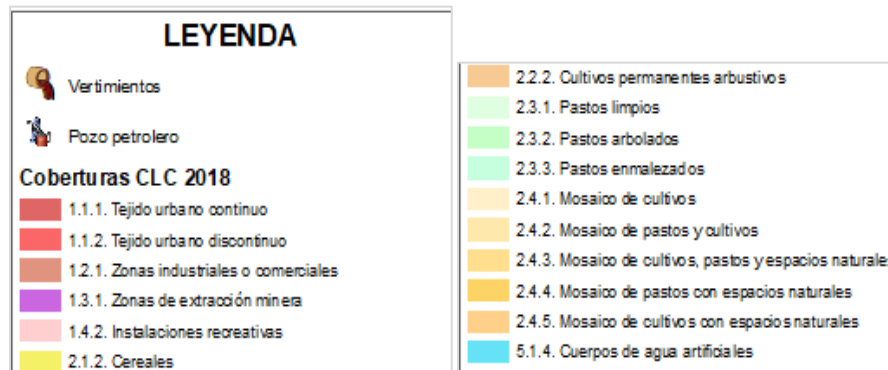 LEYENDA
Vertimientos
Pozo petrolero
Coberturas CLC 2018
1.1.1. Tejido urbano continuo
1.1.2. Tejido urbano discontinuo
1.2.1. Zonas industriales o comerciales
1.3.1. Zonas de extracción minera
1.4.2. Instalaciones recreativas
2.1.2. Cereales
2.2.2. Cultivos permanentes arbustivos
2.3.1. Pastos limpios
2.3.2. Pastos arbolados
2.3.3. Pastos enmalezados
2.4.1. Mosaico de cultivos
2.4.2. Mosaico de pastos y cultivos
2.4.3. Mosaico de cultivos, pastos y espacios naturale
2.4.4. Mosaico de pastos con espacios naturales
2.4.5. Mosaico de cultivos con espacios naturales
5.1.4. Cuerpos de agua artificiales